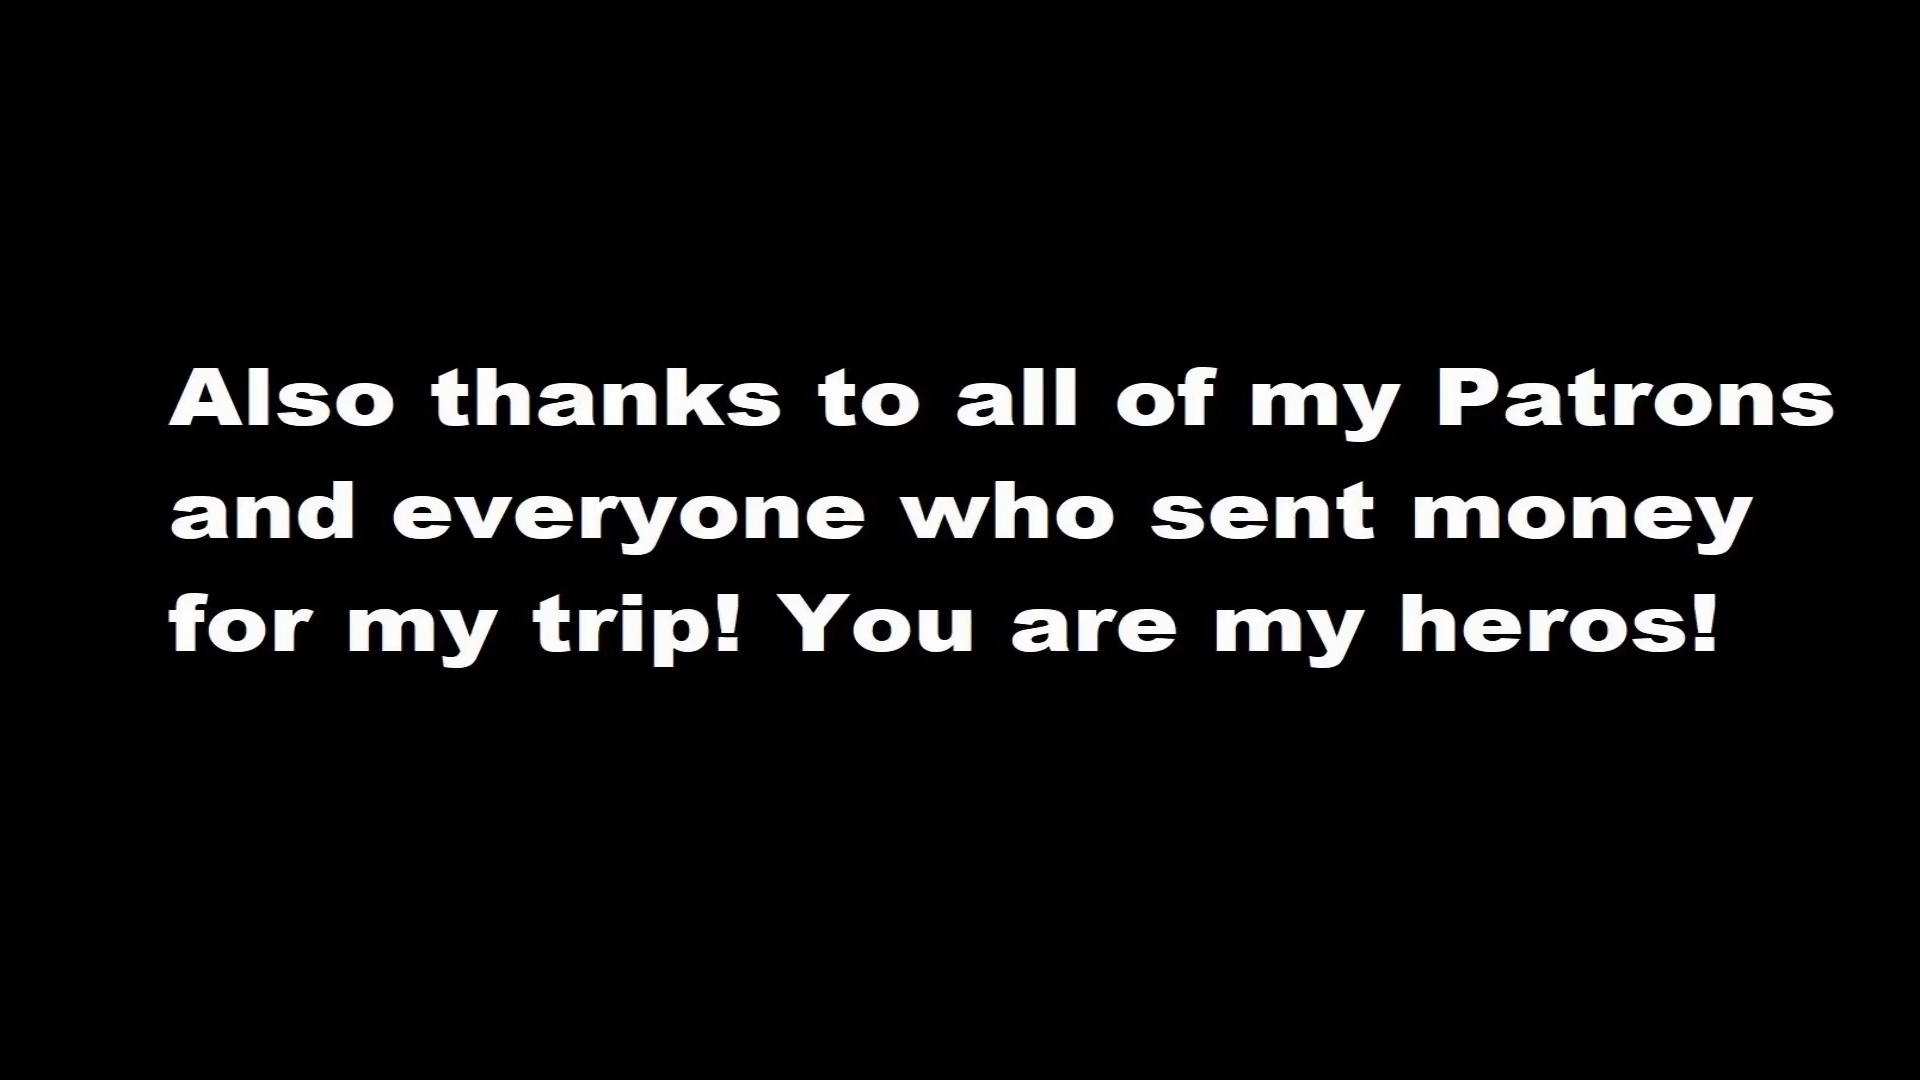 Also thanks to all of my Patrons
and everyone who sent money
for my trip! You are my heros!